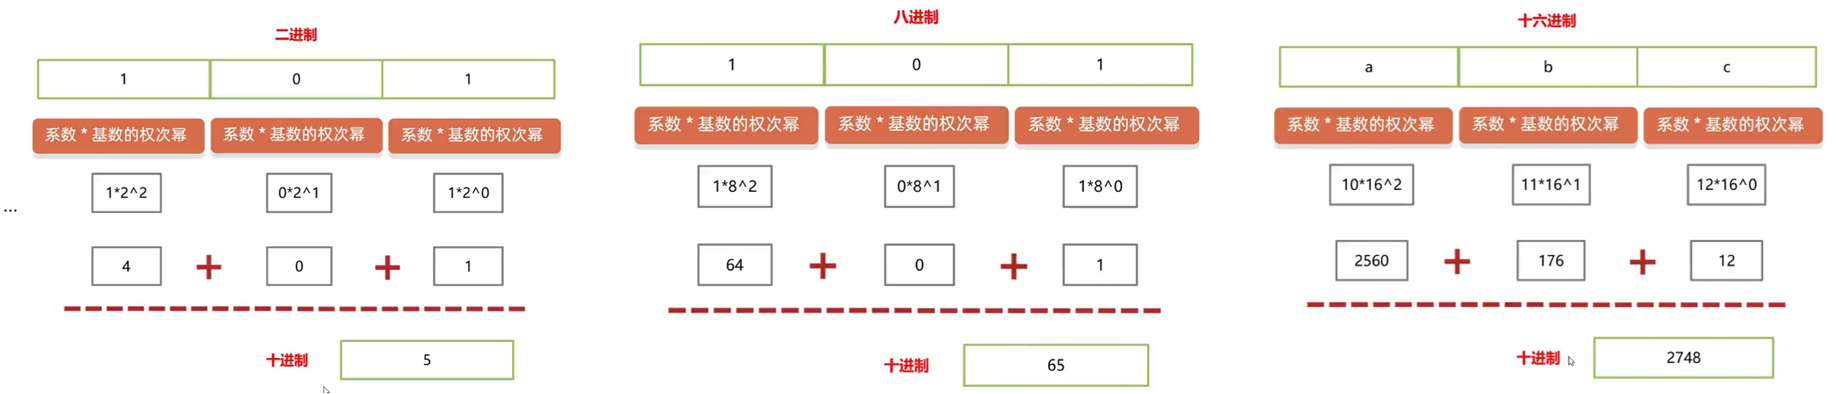 二进制
1 0 1
系数 * 基数的权次幂 系数 * 基数的权次幂 系数 * 基数的权次幂
1*2^2 0*2^1 1*2^0
...
4 + 0 + 1
十进制 5
八进制
1 0 1
系数 * 基数的权次幂 系数 * 基数的权次幂 系数 * 基数的权次幂
1*8^2 0*8^1 1*8^0
64 + 0 + 1
十进制 65
十六进制
a b c
系数 * 基数的权次幂 系数 * 基数的权次幂 系数 * 基数的权次幂
10*16^2 11*16^1 12*16^0
2560 + 176 + 12
十进制 2748